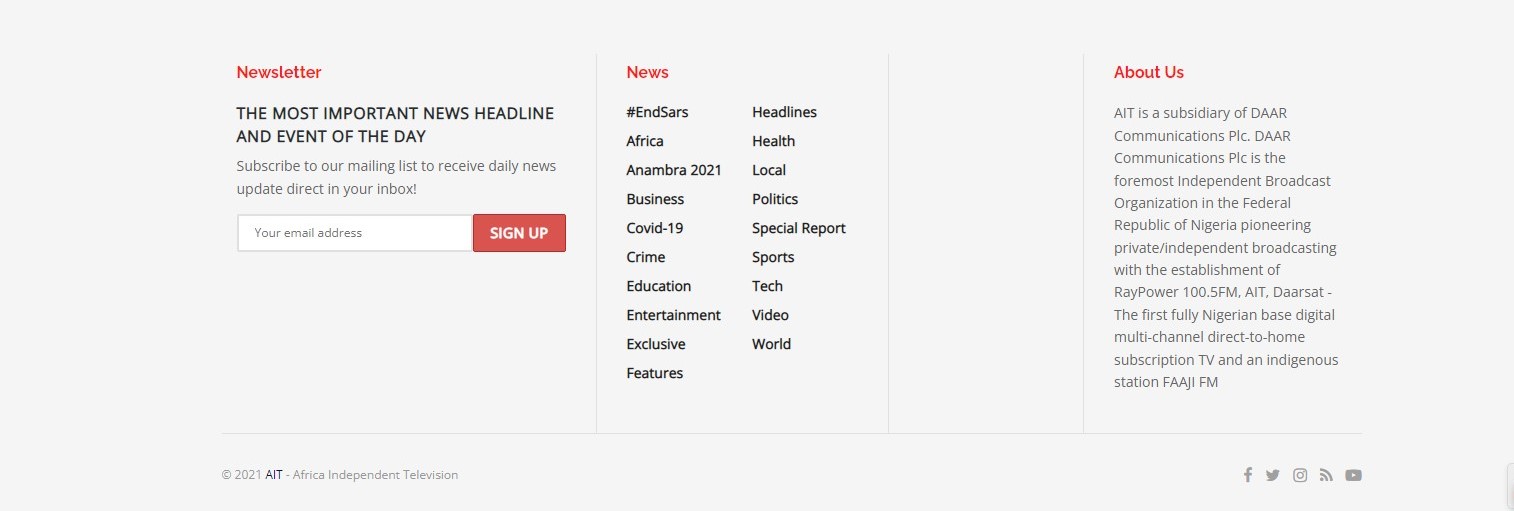 Newsletter
THE MOST IMPORTANT NEWS HEADLINE
AND EVENT OF THE DAY
Subscribe to our mailing list to receive daily news
update direct in your inbox!
Your email address
SIGN UP
News
#EndSars
Africa
Anambra 2021
Business
Covid-19
Crime
Education
Entertainment
Exclusive
Features
Headlines
Health
Local
Politics
Special Report
Sports
Tech
Video
World
About Us
AIT is a subsidiary of DAAR
Communications Plc. DAAR
Communications Plc is the
foremost Independent Broadcast
Organization in the Federal
Republic of Nigeria pioneering
private/independent broadcasting
with the establishment of
RayPower 100.5FM, AIT, Daarsat -
The first fully Nigerian base digital
multi-channel direct-to-home
subscription TV and an indigenous
station FAAJI FM
© 2021 AIT - Africa Independent Television